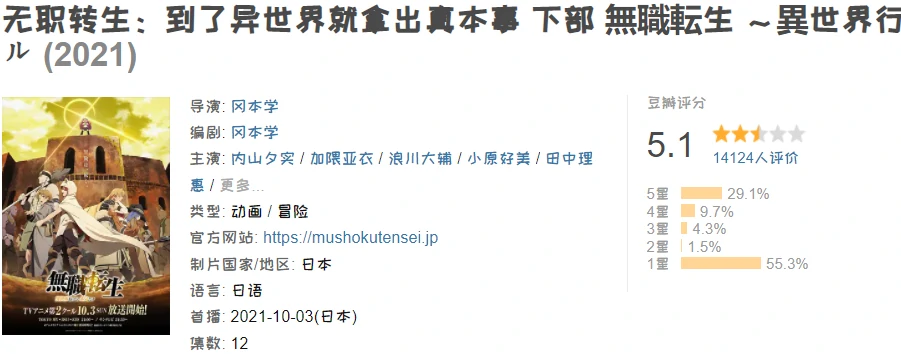 无职转生：到了异世界就拿出真本事 下部 無職転生 ～異世界行
ル (2021)
導演: 冈本学
编剧: 冈本学
主演: 内山夕实 / 加隈亚衣 / 浪川大辅 / 小原好美 / 田中理
惠 / 更多...
类型: 动画 / 冒险
官方网站: https://mushokutensei.jp
制片国家/地区: 日本
语言: 日语
首播: 2021-10-03(日本)
集数: 12
無職転生
TVアニメ第2クール 10.3 SUN 放送開始!
豆瓣评分
5.1
14124人评价
5星 29.1%
4星 9.7%
3星 4.3%
2星 1.5%
1星 55.3%